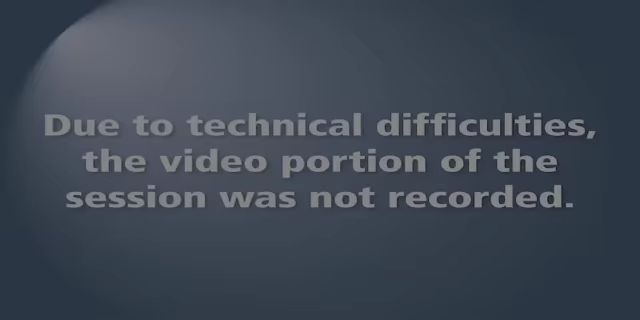 Due to technical difficulties,
the video portion of the
session was not recorded.